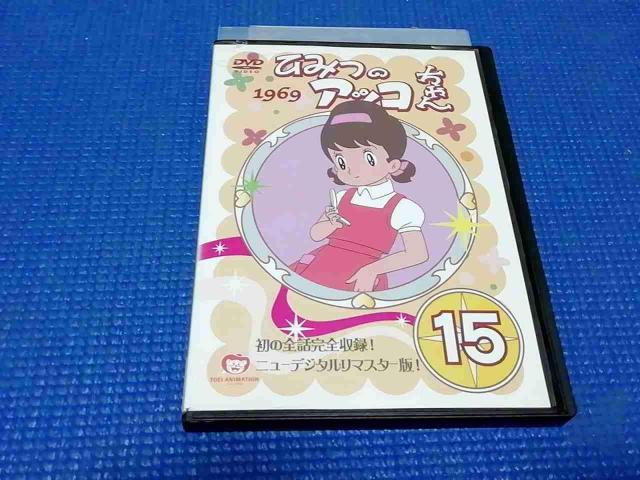 DVD
VIDEO
ひみつの
アッコ
ちゃん
1969
初の全話完全収録!
ニューデジタルリマスター版!
15
TOEI ANIMATION